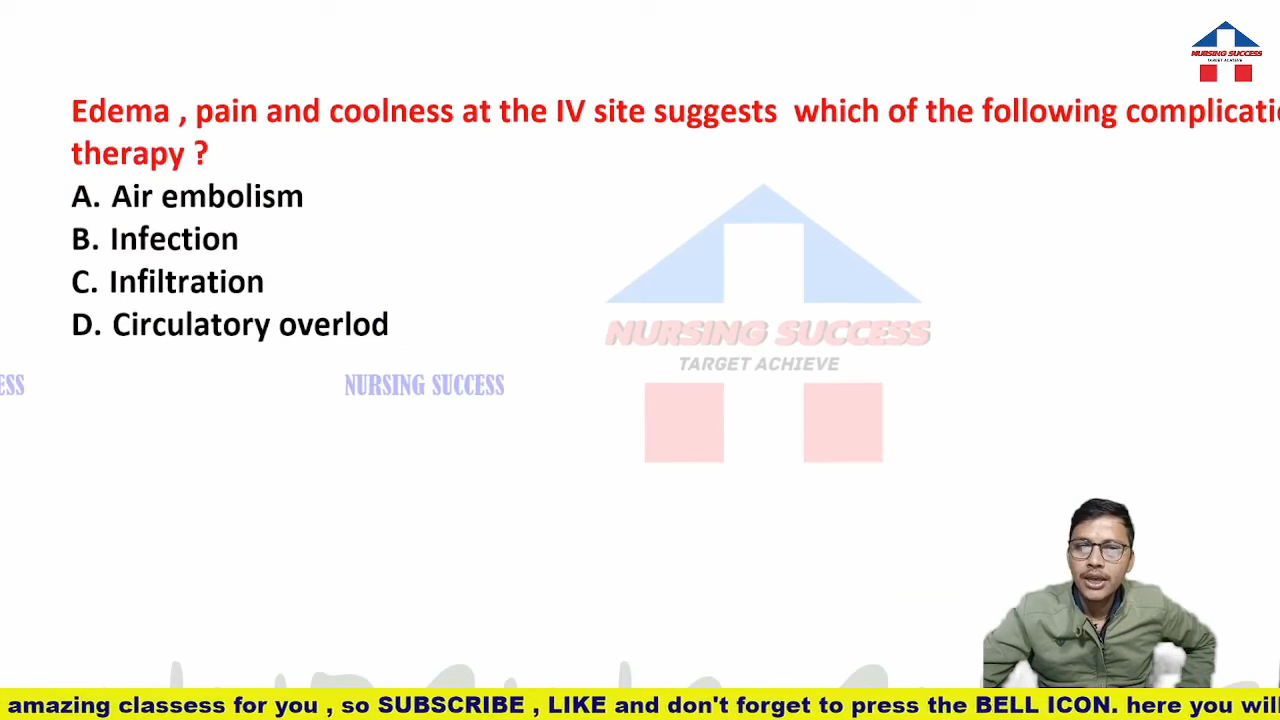 NURSING SUCCESS
TARGET ACHIEVE
Edema , pain and coolness at the IV site suggests which of the following
therapy ?
A. Air embolism
B. Infection
C. Infiltration
D. Circulatory overlod
NURSING SUCCESS
TARGET ACHIEVE
NURSING SUCCESS
amazing classess for you , so SUBSCRIBE , LIKE and don't forget to press the BELL ICON. here you will